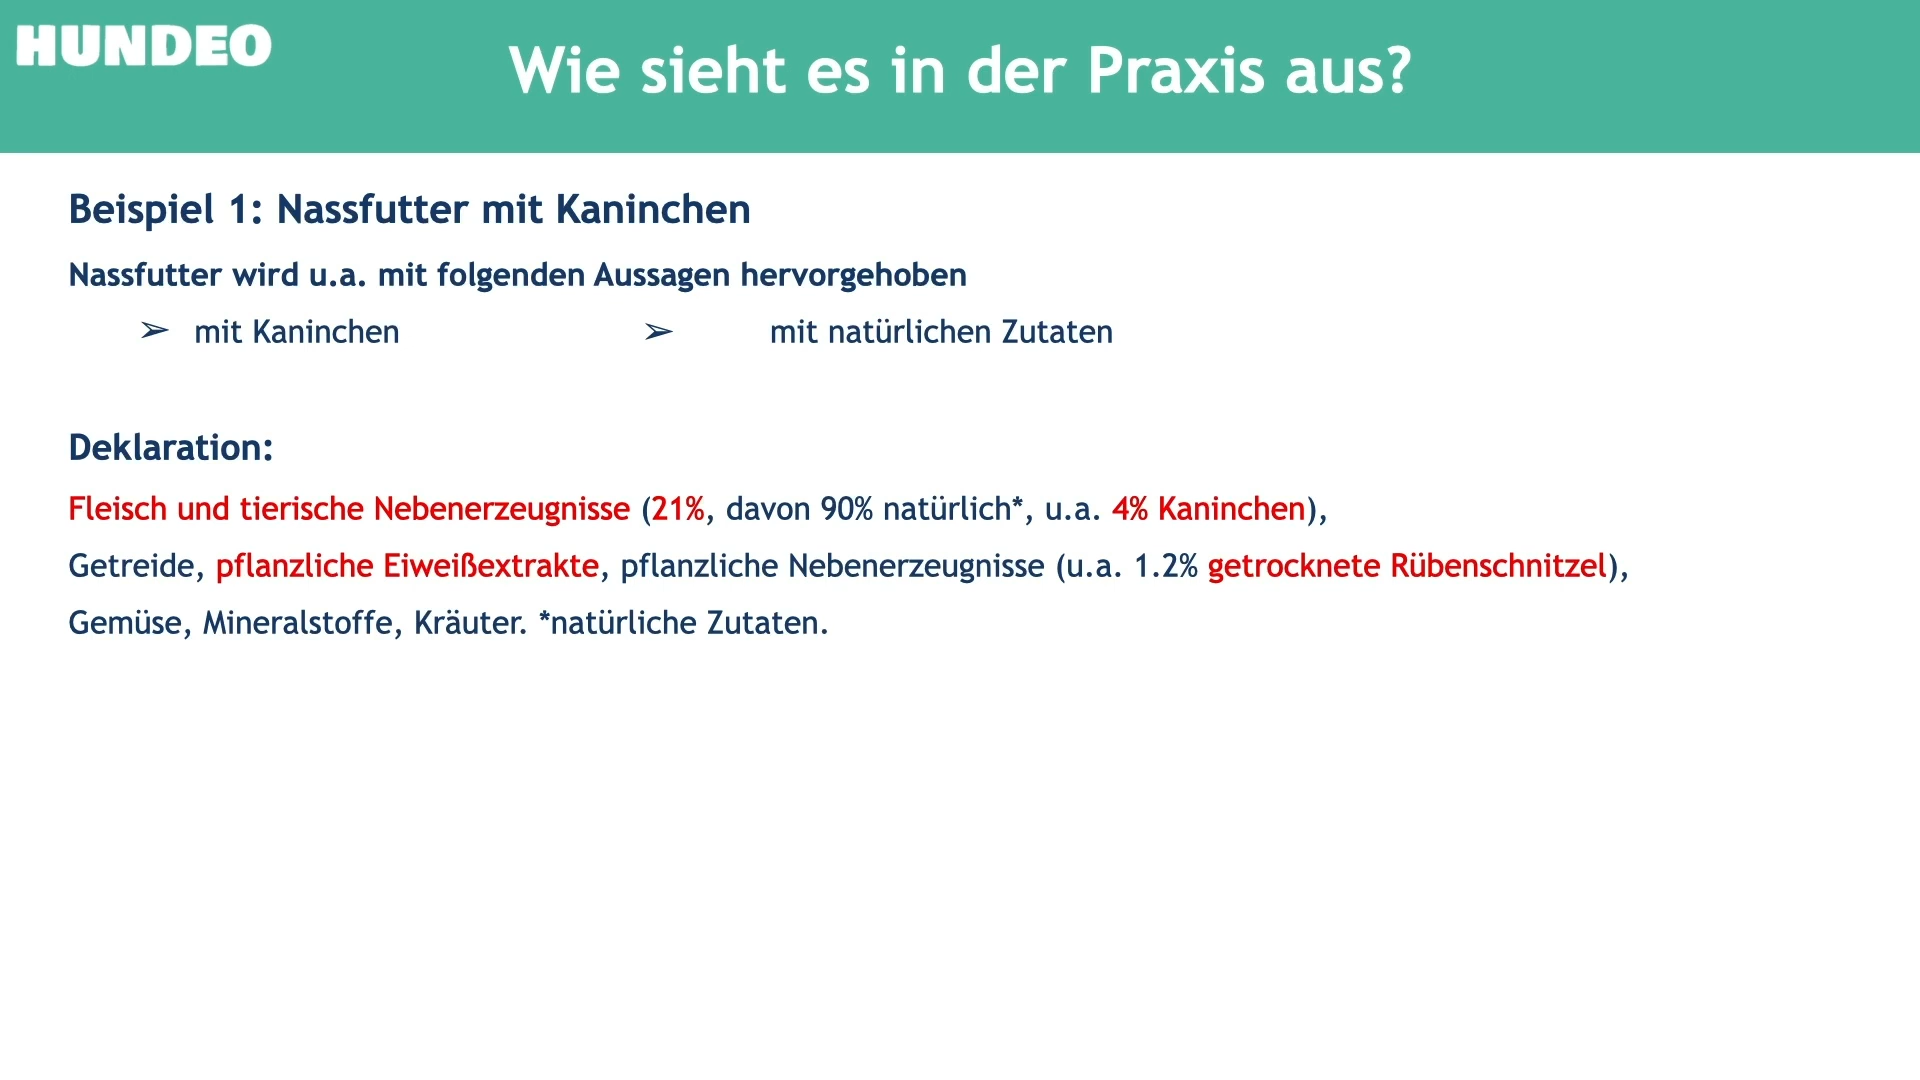 HUNDEO
Wie sieht es in der Praxis aus?
Beispiel 1: Nassfutter mit Kaninchen
Nassfutter wird u.a. mit folgenden Aussagen hervorgehoben
➢ mit Kaninchen ➢ mit natürlichen Zutaten
Deklaration:
Fleisch und tierische Nebenerzeugnisse (21%, davon 90% natürlich*, u.a. 4% Kaninchen),
Getreide, pflanzliche Eiweißextrakte, pflanzliche Nebenerzeugnisse (u.a. 1.2% getrocknete Rübenschnitzel),
Gemüse, Mineralstoffe, Kräuter. *natürliche Zutaten.